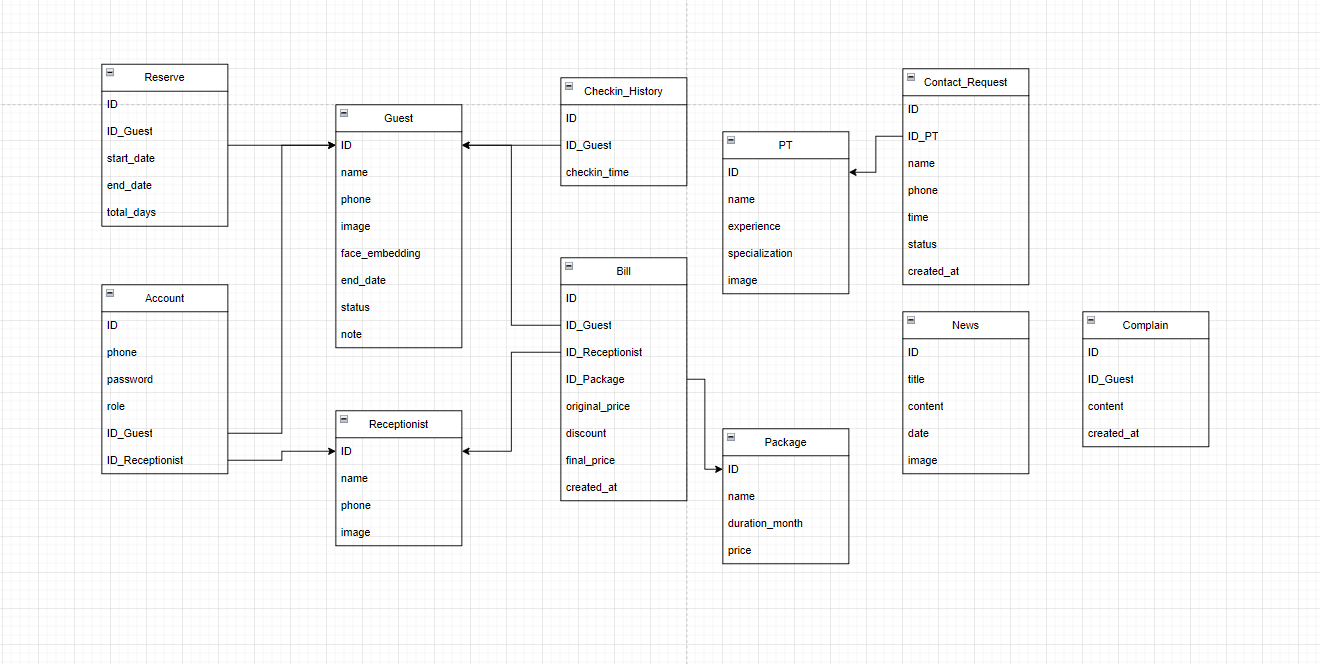 Reserve
ID
ID_Guest
start_date
end_date
total_days
Account
ID
phone
password
role
ID_Guest
ID_Receptionist
Guest
ID
name
phone
image
face_embedding
end_date
status
note
Receptionist
ID
name
phone
image
Checkin_History
ID
ID_Guest
checkin_time
Bill
ID
ID_Guest
ID_Receptionist
ID_Package
original_price
discount
final_price
created_at
PT
ID
name
experience
specialization
image
Package
ID
name
duration_month
price
Contact_Request
ID
ID_PT
name
phone
time
status
created_at
News
ID
title
content
date
image
Complain
ID
ID_Guest
content
created_at